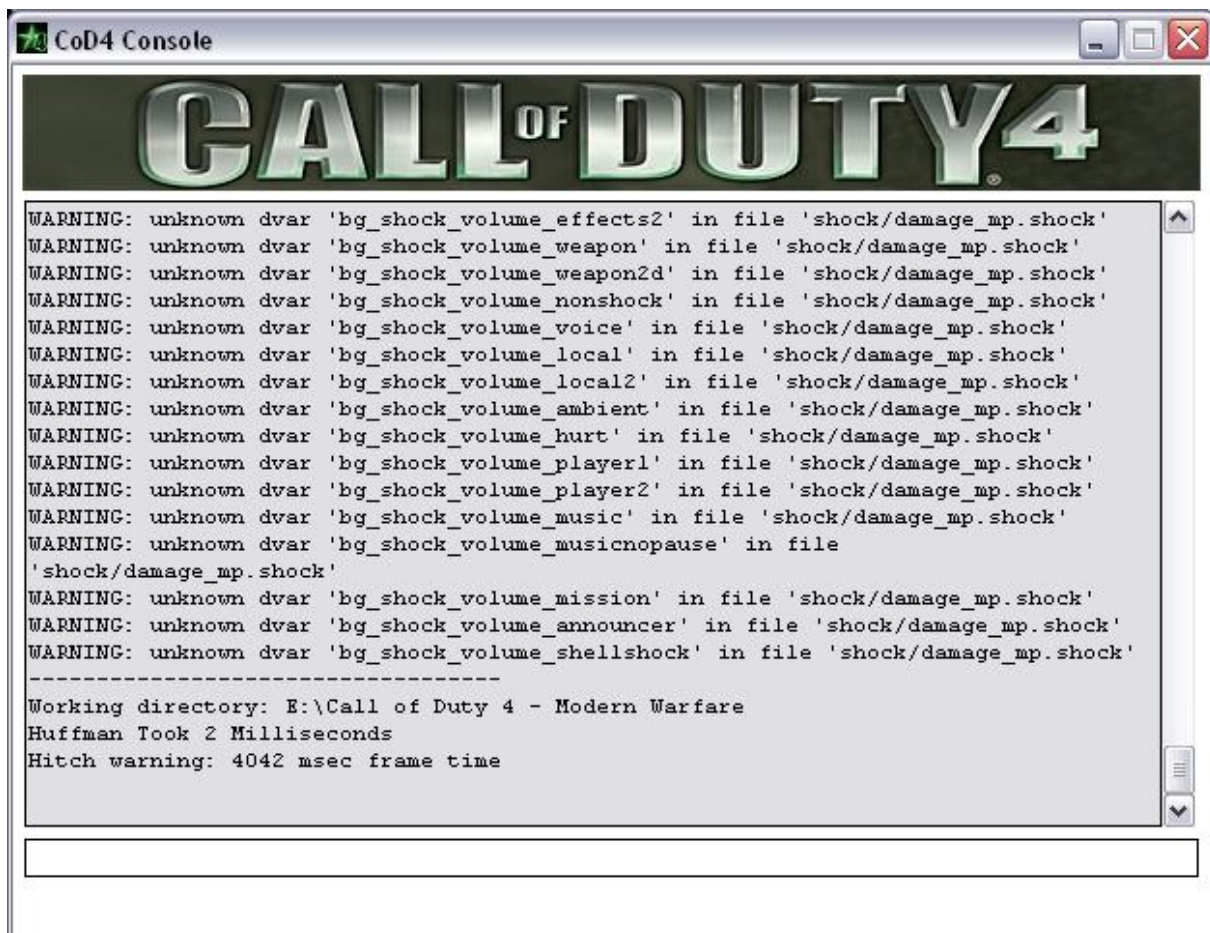 CoD4 Console
CALL OF DUTY 4 ®
WARNING: unknown dvar 'bg_shock_volume_effects2' in file 'shock/damage_mp.shock'
WARNING: unknown dvar 'bg_shock_volume_weapon' in file 'shock/damage_mp.shock'
WARNING: unknown dvar 'bg_shock_volume_weapon2d' in file 'shock/damage_mp.shock'
WARNING: unknown dvar 'bg_shock_volume_nonshock' in file 'shock/damage_mp.shock'
WARNING: unknown dvar 'bg_shock_volume_voice' in file 'shock/damage_mp.shock'
WARNING: unknown dvar 'bg_shock_volume_local' in file 'shock/damage_mp.shock'
WARNING: unknown dvar 'bg_shock_volume_local2' in file 'shock/damage_mp.shock'
WARNING: unknown dvar 'bg_shock_volume_ambient' in file 'shock/damage_mp.shock'
WARNING: unknown dvar 'bg_shock_volume_hurt' in file 'shock/damage_mp.shock'
WARNING: unknown dvar 'bg_shock_volume_player1' in file 'shock/damage_mp.shock'
WARNING: unknown dvar 'bg_shock_volume_player2' in file 'shock/damage_mp.shock'
WARNING: unknown dvar 'bg_shock_volume_music' in file 'shock/damage_mp.shock'
WARNING: unknown dvar 'bg_shock_volume_musicnopause' in file
'shock/damage_mp.shock'
WARNING: unknown dvar 'bg_shock_volume_mission' in file 'shock/damage_mp.shock'
WARNING: unknown dvar 'bg_shock_volume_announcer' in file 'shock/damage_mp.shock'
WARNING: unknown dvar 'bg_shock_volume_shellshock' in file 'shock/damage_mp.shock'
-----------------------------------
Working directory: E:\Call of Duty 4 - Modern Warfare
Huffman Took 2 Milliseconds
Hitch warning: 4042 msec frame time